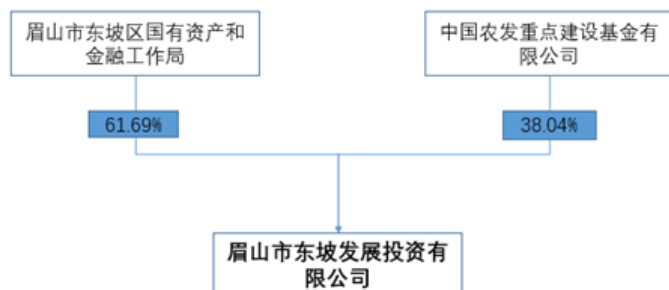 眉山市东坡区国有资产和
金融工作局
中国农发重点建设基金有
限公司
61.69%
38.04%
眉山市东坡发展投资有
限公司